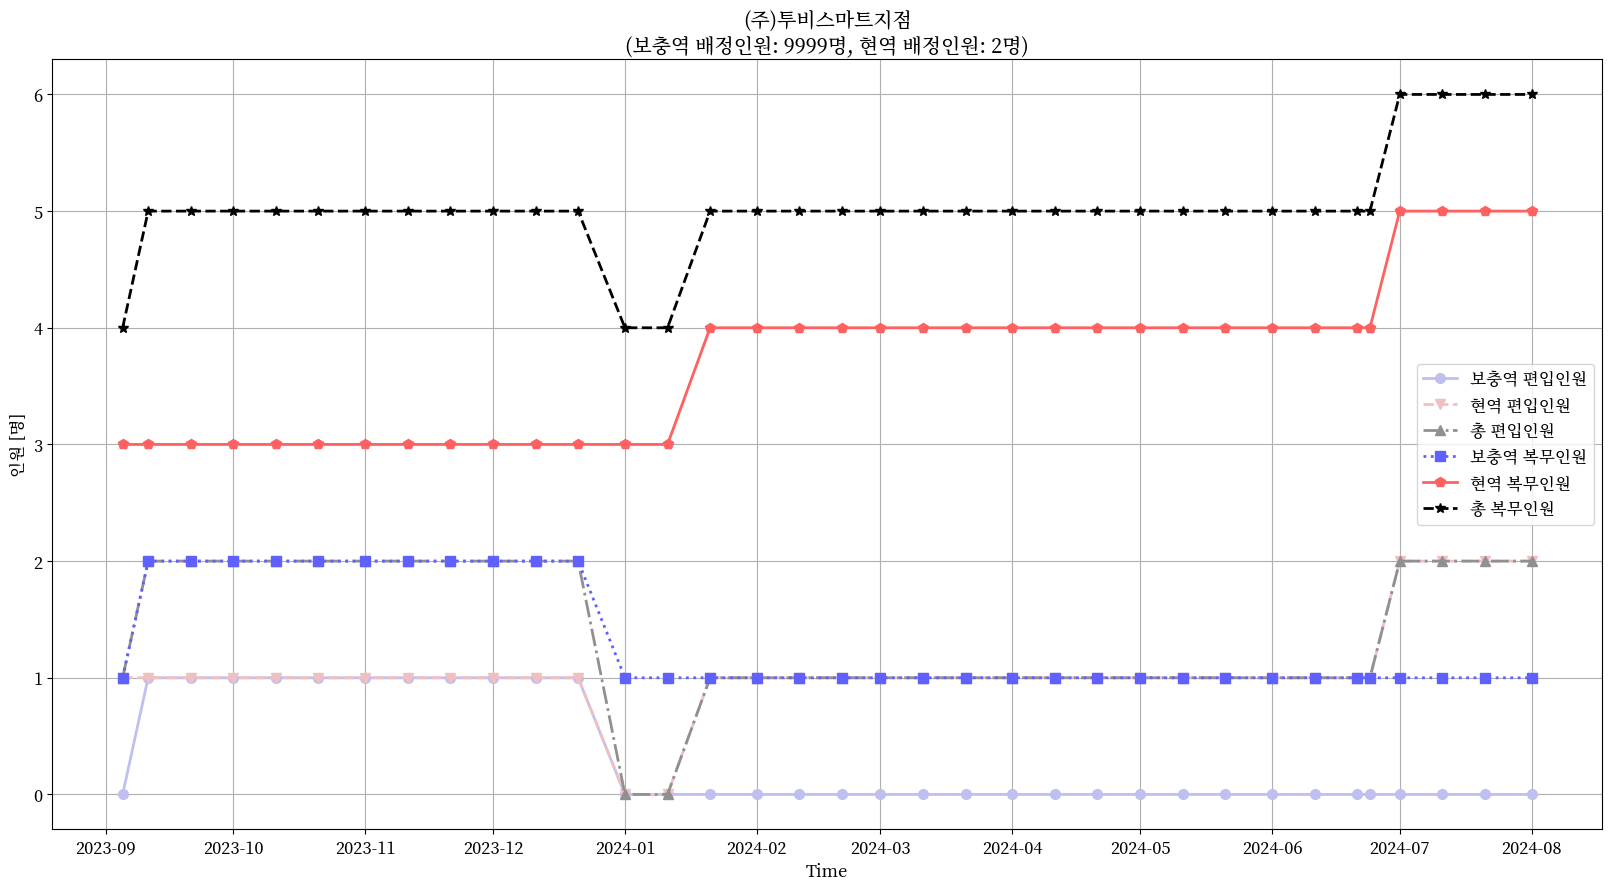 (주)투비스마트지점
(보충역 배정인원: 9999명, 현역 배정인원: 2명)
6
5
4
3
2
1
0
인원 [명]
보충역 편입인원
현역 편입인원
총 편입인원
보충역 복무인원
현역 복무인원
총 복무인원
2023-09 2023-10 2023-11 2023-12 2024-01 2024-02 2024-03 2024-04 2024-05 2024-06 2024-07 2024-08
Time